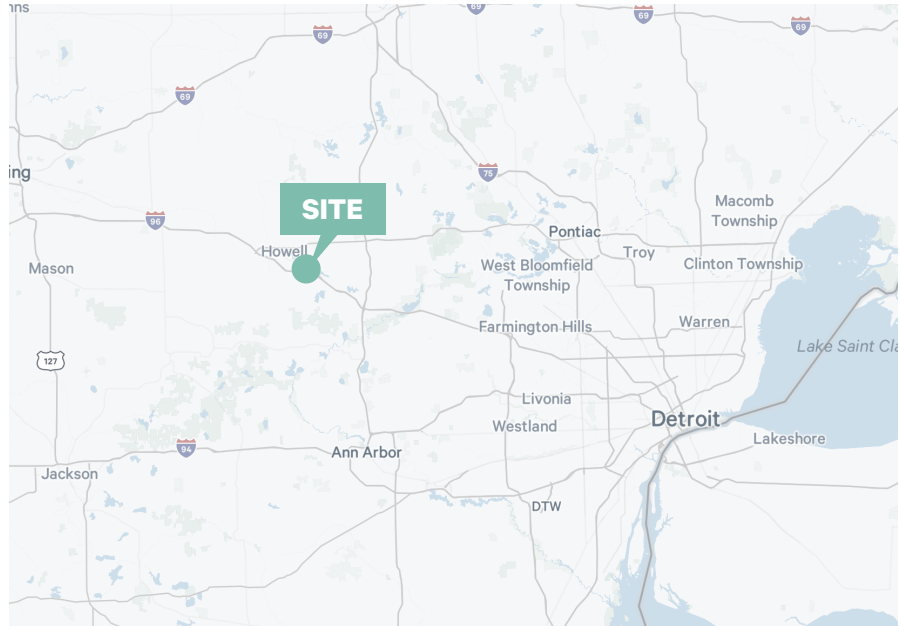 nns
69
69
69
69
ing
75
SITE
96
Macomb
Township
Pontiac
Howell
Troy
Mason
West Bloomfield
Township
Clinton Township
Farmington Hills
Warren
Lake Saint Cla
127
Livonia
Westland
Detroit
Lakeshore
94
Ann Arbor
Jackson
DTW